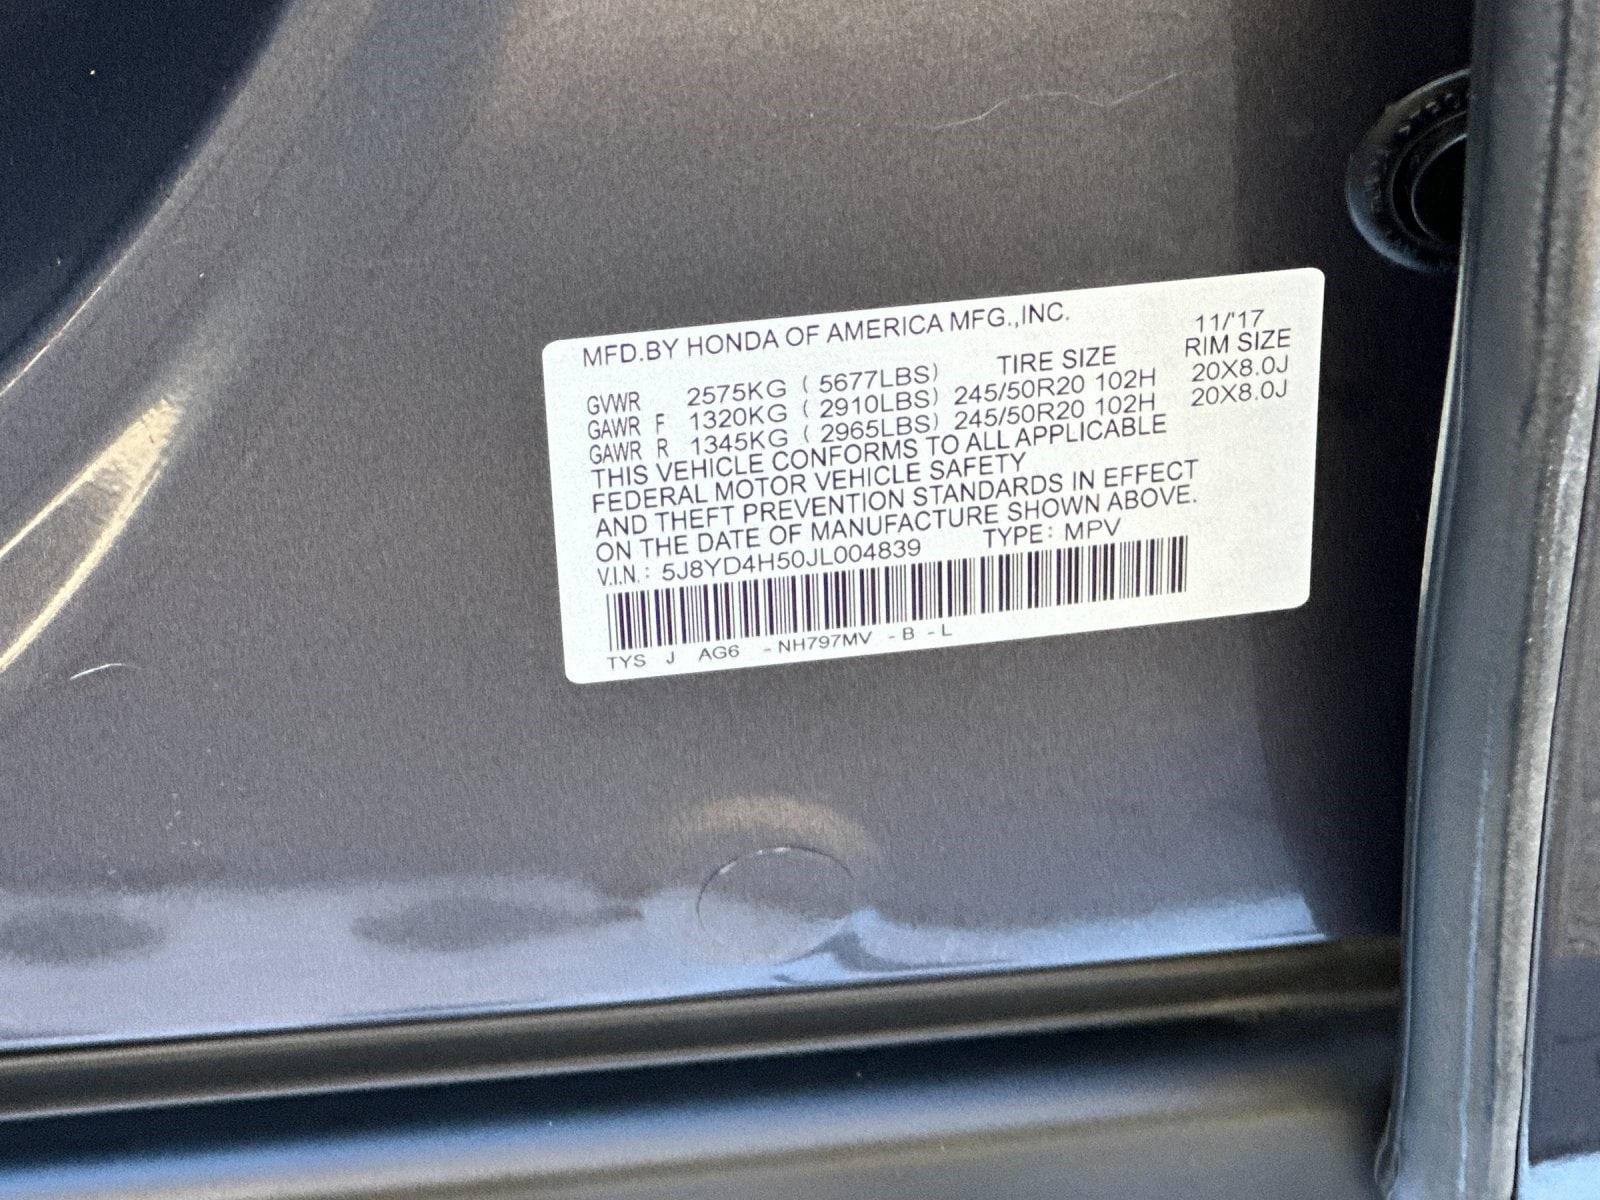 MFD.BY HONDA OF AMERICA MFG.,INC. 11/'17
TIRE SIZE RIM SIZE
GVWR 2575KG ( 5677LBS)
GAWR F 1320KG ( 2910LBS) 245/50R20 102H 20X8.0J
GAWR R 1345KG ( 2965LBS) 245/50R20 102H 20X8.0J
THIS VEHICLE CONFORMS TO ALL APPLICABLE
FEDERAL MOTOR VEHICLE SAFETY
AND THEFT PREVENTION STANDARDS IN EFFECT
ON THE DATE OF MANUFACTURE SHOWN ABOVE.
V.I.N.: 5J8YD4H50JL004839 TYPE: MPV
TYS J AG6 -NH797MV -B -L